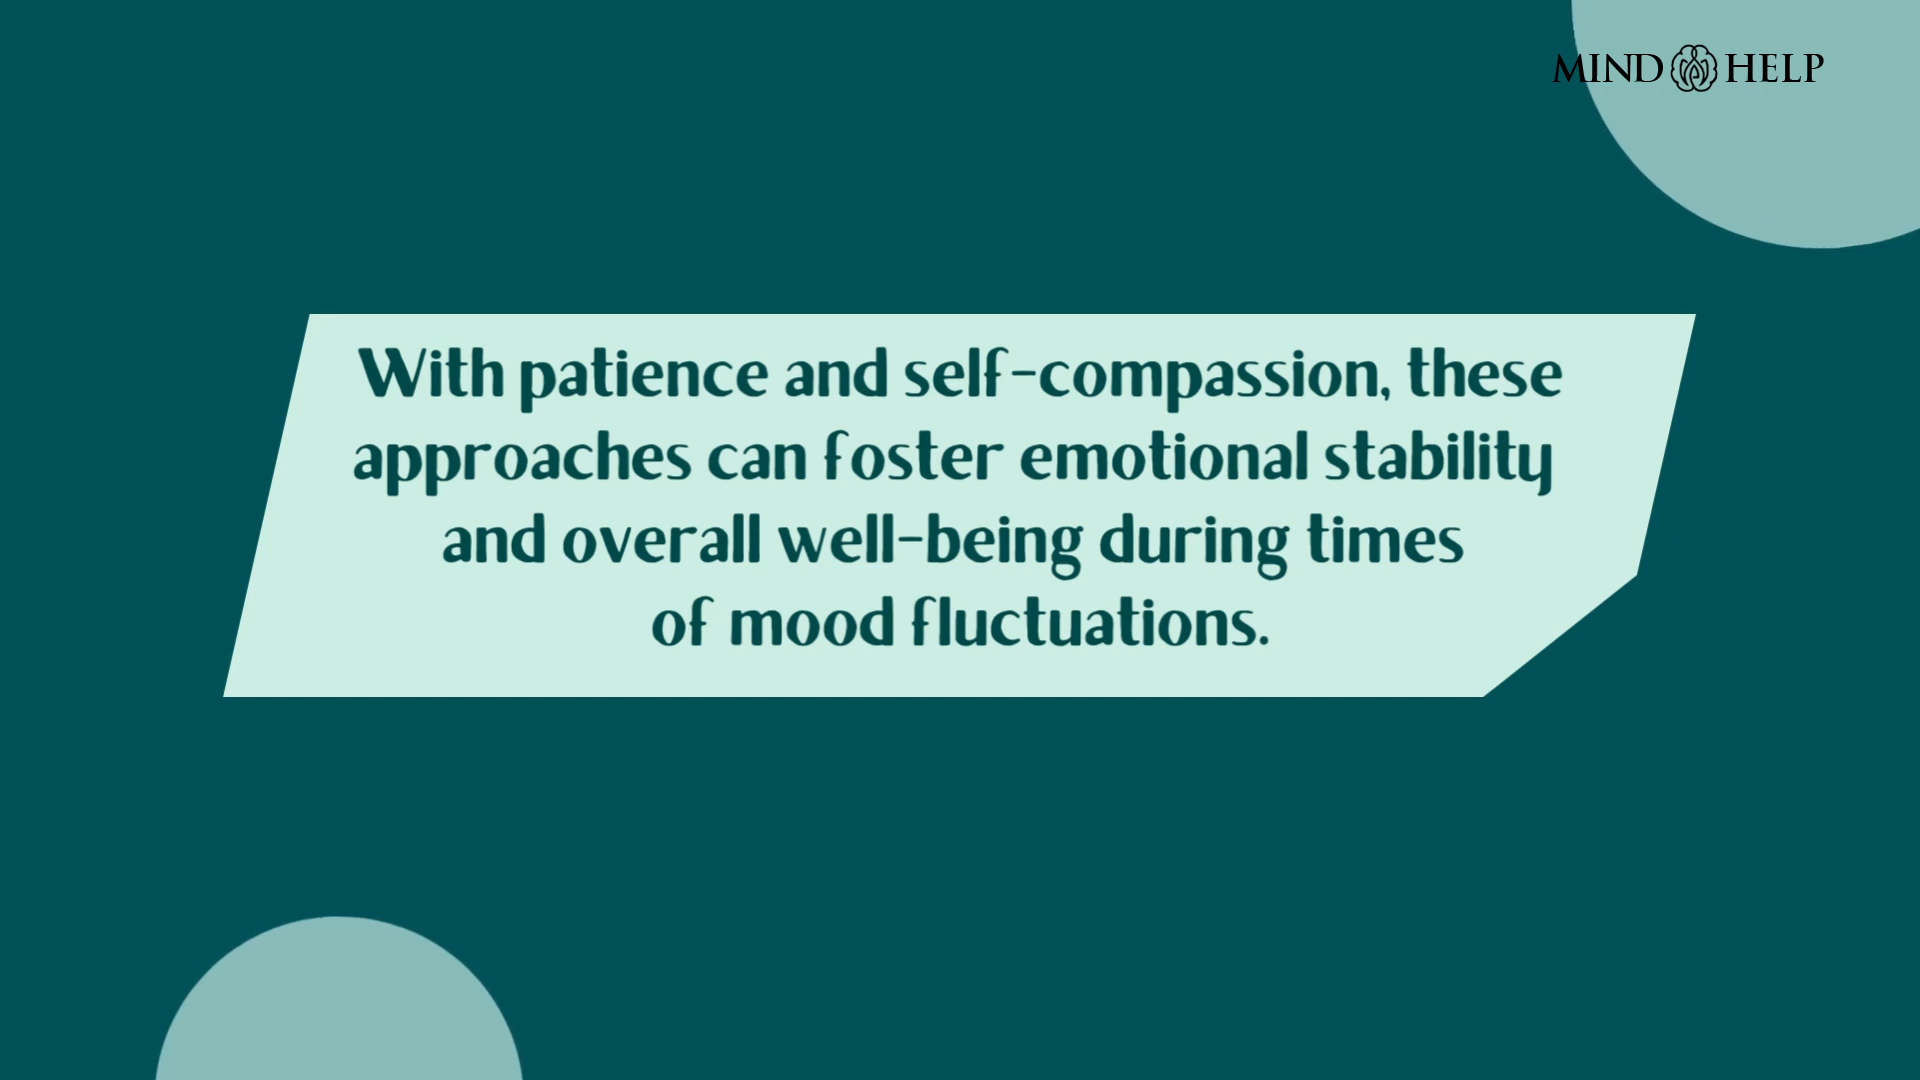 MIND HELP
With patience and self-compassion, these
approaches can foster emotional stability
and overall well-being during times
of mood fluctuations.